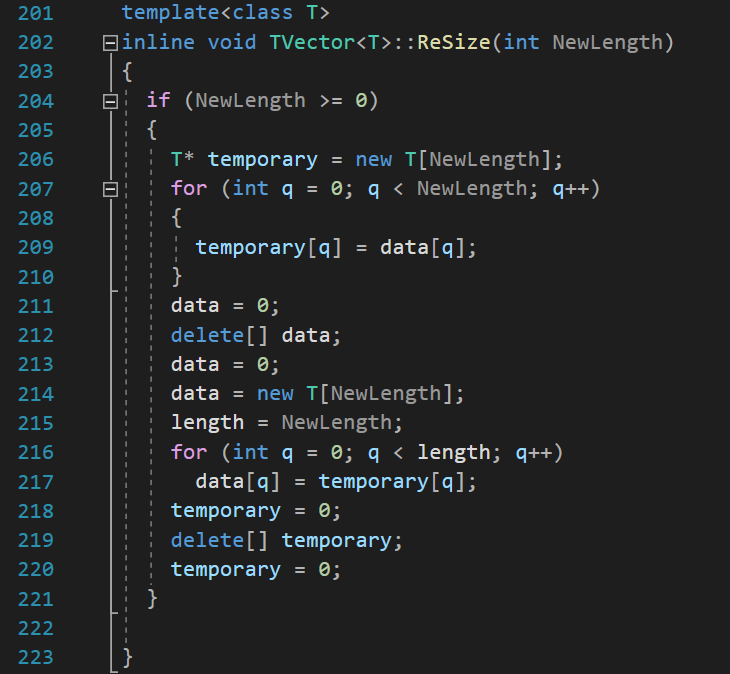 201 template<class T>
202 inline void TVector<T>::ReSize(int NewLength)
203 {
204 if (NewLength >= 0)
205 {
206 T* temporary = new T[NewLength];
207 for (int q = 0; q < NewLength; q++)
208 {
209 temporary[q] = data[q];
210 }
211 data = 0;
212 delete[] data;
213 data = 0;
214 data = new T[NewLength];
215 length = NewLength;
216 for (int q = 0; q < length; q++)
217 data[q] = temporary[q];
218 temporary = 0;
219 delete[] temporary;
220 temporary = 0;
221 }
222
223 }